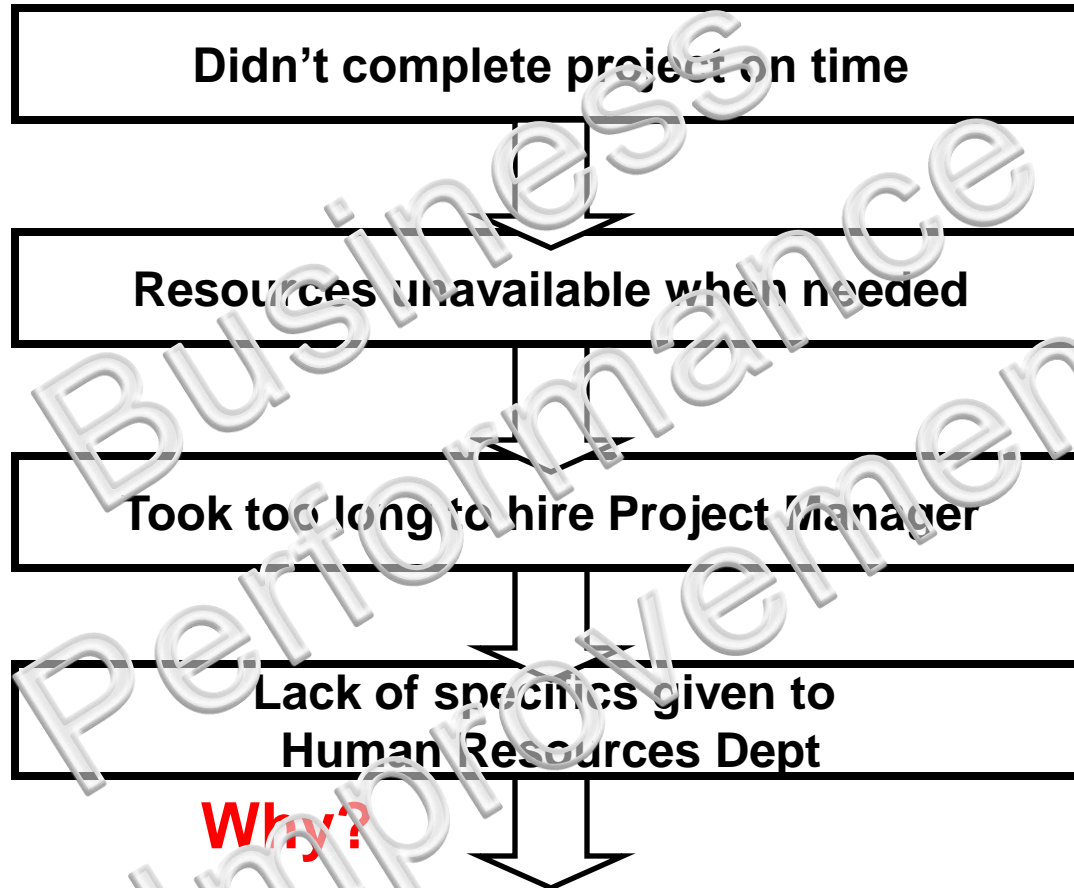 Didn’t complete project on time
Resources unavailable when needed
Took too long to hire Project Manager
Lack of specifics given to
Human Resources Dept
Why?
Business
Performance
Improvemen